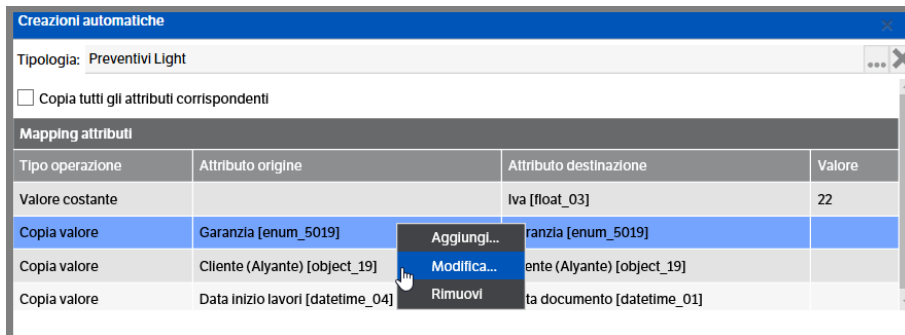 Creazioni automatiche
Tipologia: Preventivi Light ...
Copia tutti gli attributi corrispondenti
Mapping attributi
Tipo operazione Attributo origine Attributo destinazione Valore
Valore costante Iva [float_03] 22
Copia valore Garanzia [enum_5019] Aggiungi... ranzia [enum_5019]
Copia valore Cliente (Alyante) [object_19] Modifica... ente (Alyante) [object_19]
Copia valore Data inizio lavori [datetime_04] Rimuovi ta documento [datetime_01]